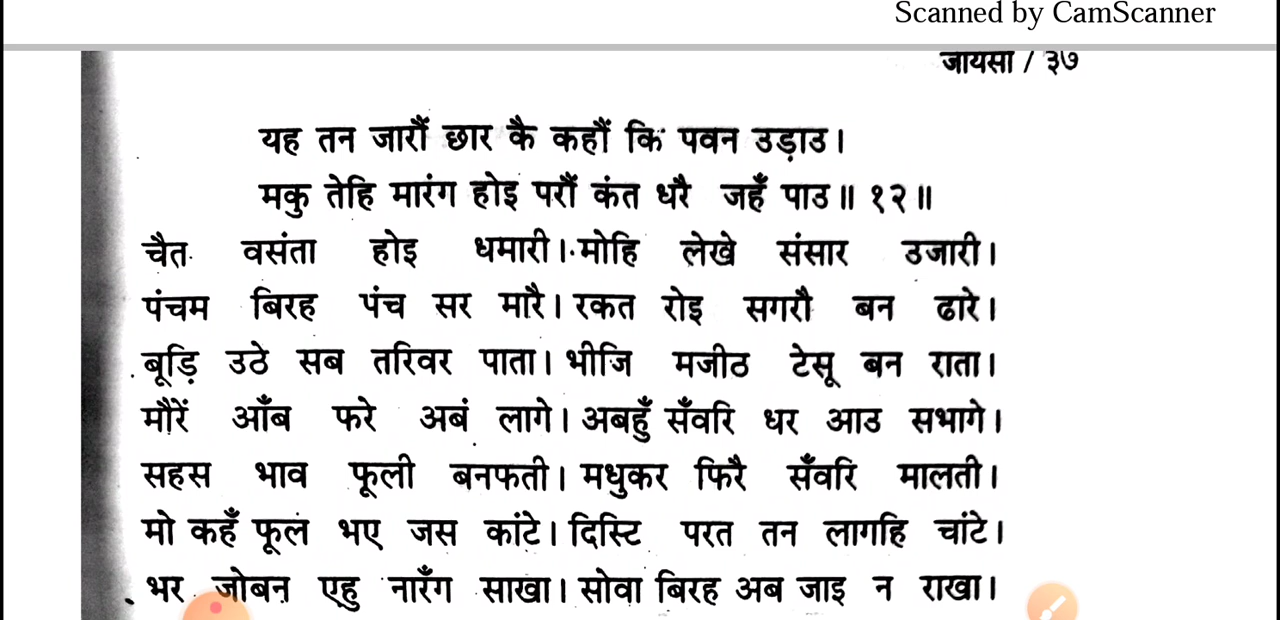 Scanned by CamScanner
जायसी / ३७
यह तन जारौं छार कै कहौं कि पवन उड़ाउ।
मकु तेहि मारंग होइ परौं कंत धरै जहँ पाउ॥ १२॥
चैत वसंता होइ धमारी। मोहि लेखे संसार उजारी।
पंचम बिरह पंच सर मारै। रकत रोइ सगरौ बन ढारे।
बूड़ि उठे सब तरिवर पाता। भीजि मजीठ टेसू बन राता।
मौरें आँब फरे अबं लागे। अबहुँ सँवरि धर आउ सभागे।
सहस भाव फूली बनफती। मधुकर फिरै सँवरि मालती।
मो कहँ फूल भए जस कांटे। दिस्टि परत तन लागहि चांटे।
भर जोबन एहु नारँग साखा। सोवा बिरह अब जाइ न राखा।